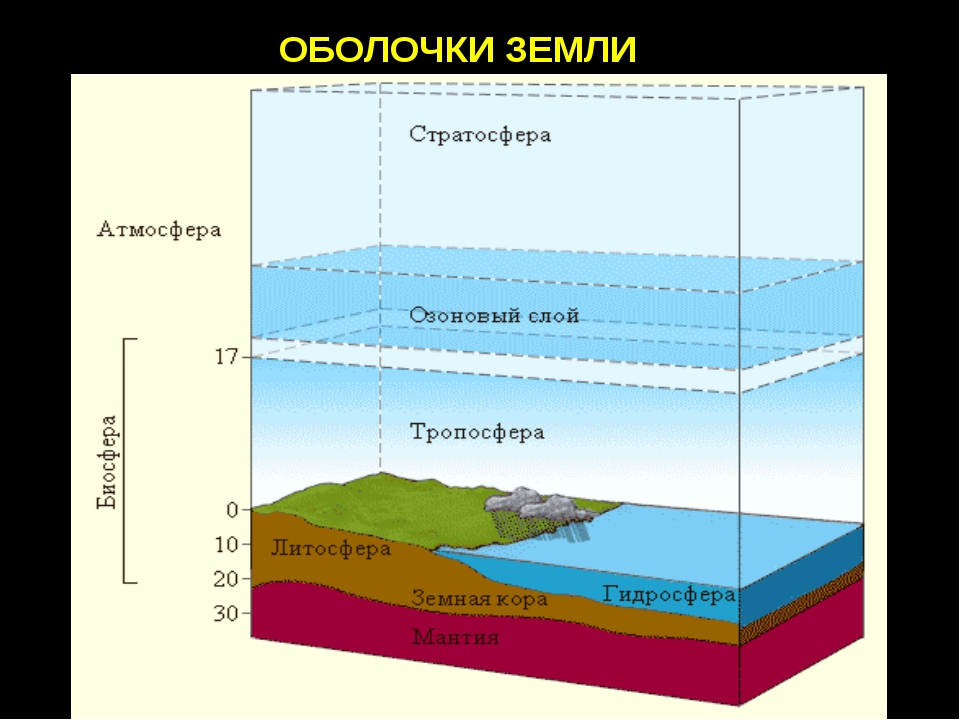 ОБОЛОЧКИ ЗЕМЛИ
Стратосфера
Атмосфера
Озоновый слой
17
Тропосфера
Биосфера
0
10
Литосфера
20
Земная кора
Гидросфера
30
Мантия